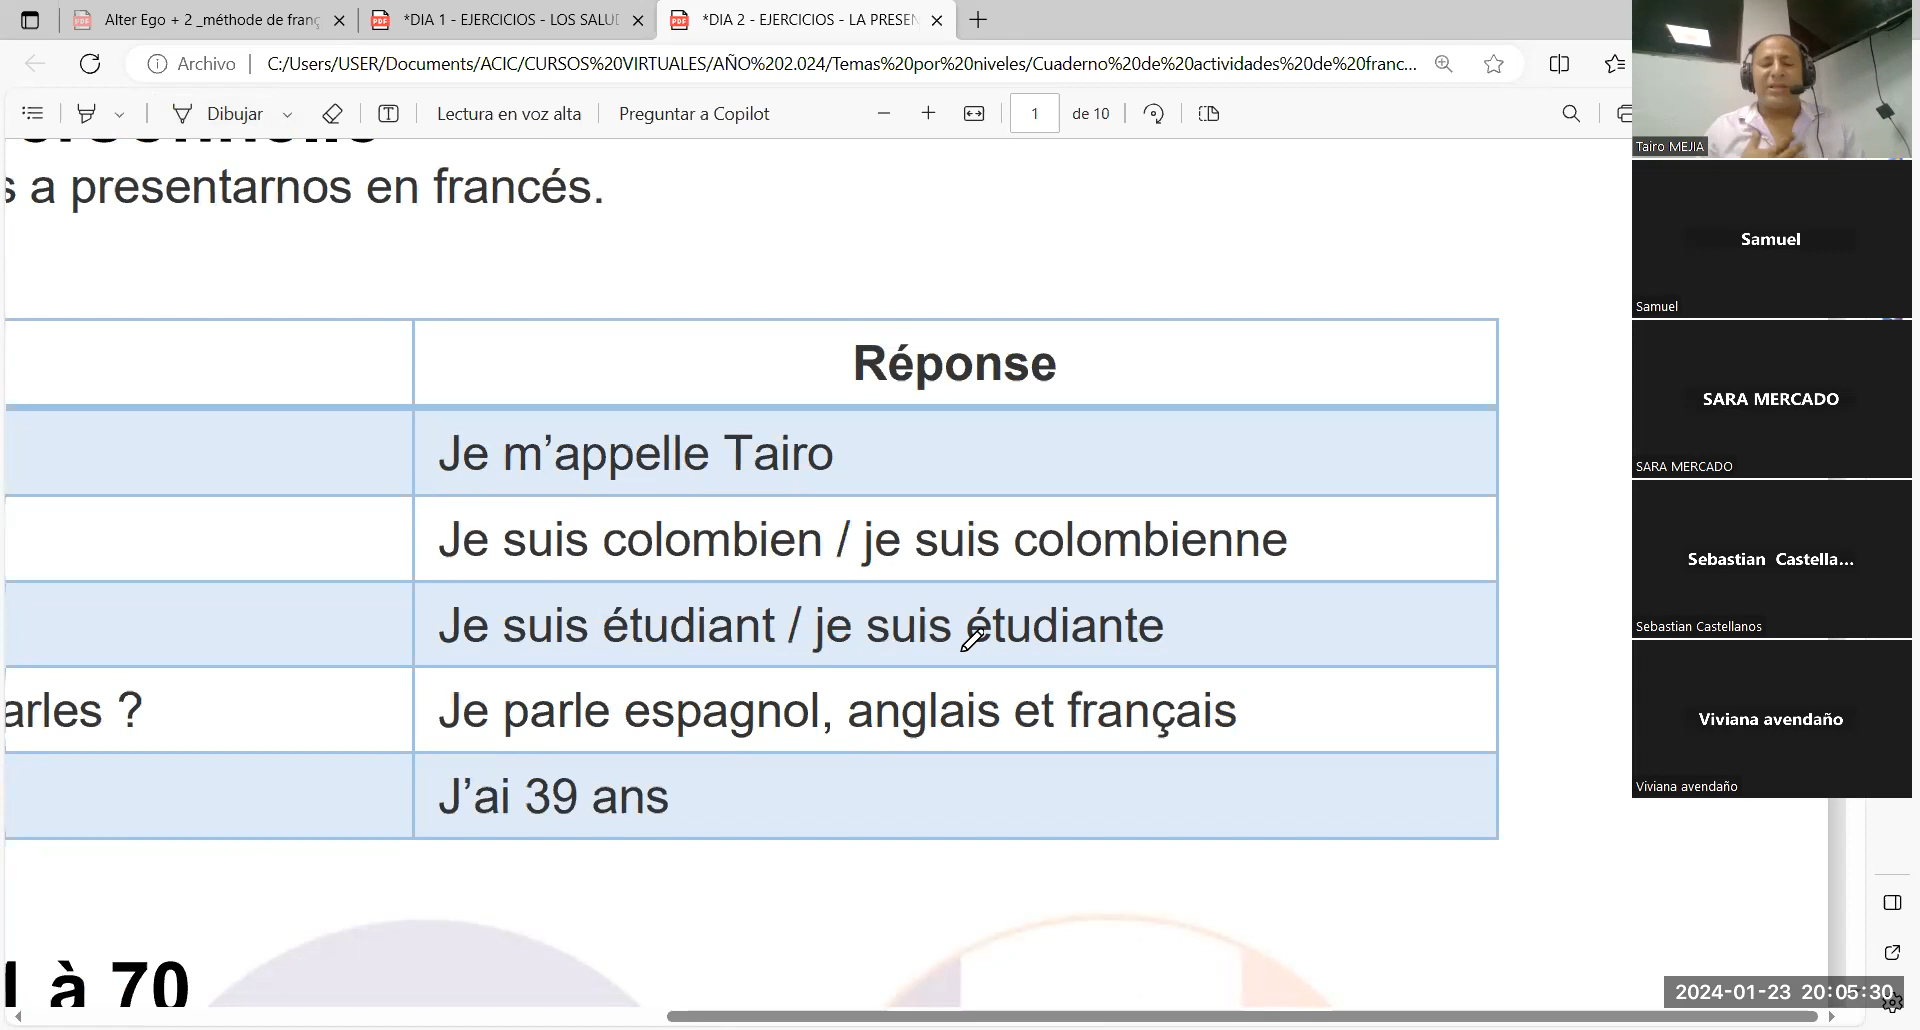 Alter Ego + 2 _méthode de franç
*DIA 1 - EJERCICIOS - LOS SALU
*DIA 2 - EJERCICIOS - LA PRESEN
Archivo
C:/Users/USER/Documents/ACIC/CURSOS%20VIRTUALES/AÑO%202.024/Temas%20por%20niveles/Cuaderno%20de%20actividades%20de%20franc...
Dibujar
Lectura en voz alta
Preguntar a Copilot
1
de 10
s a presentarnos en francés.
Réponse
Je m’appelle Tairo
Je suis colombien / je suis colombienne
Je suis étudiant / je suis étudiante
arles ?
Je parle espagnol, anglais et français
J’ai 39 ans
à 70
Tairo MEJIA
Samuel
Samuel
SARA MERCADO
SARA MERCADO
Sebastian Castella...
Sebastian Castellanos
Viviana avendaño
Viviana avendaño
2024-01-23 20:05:30